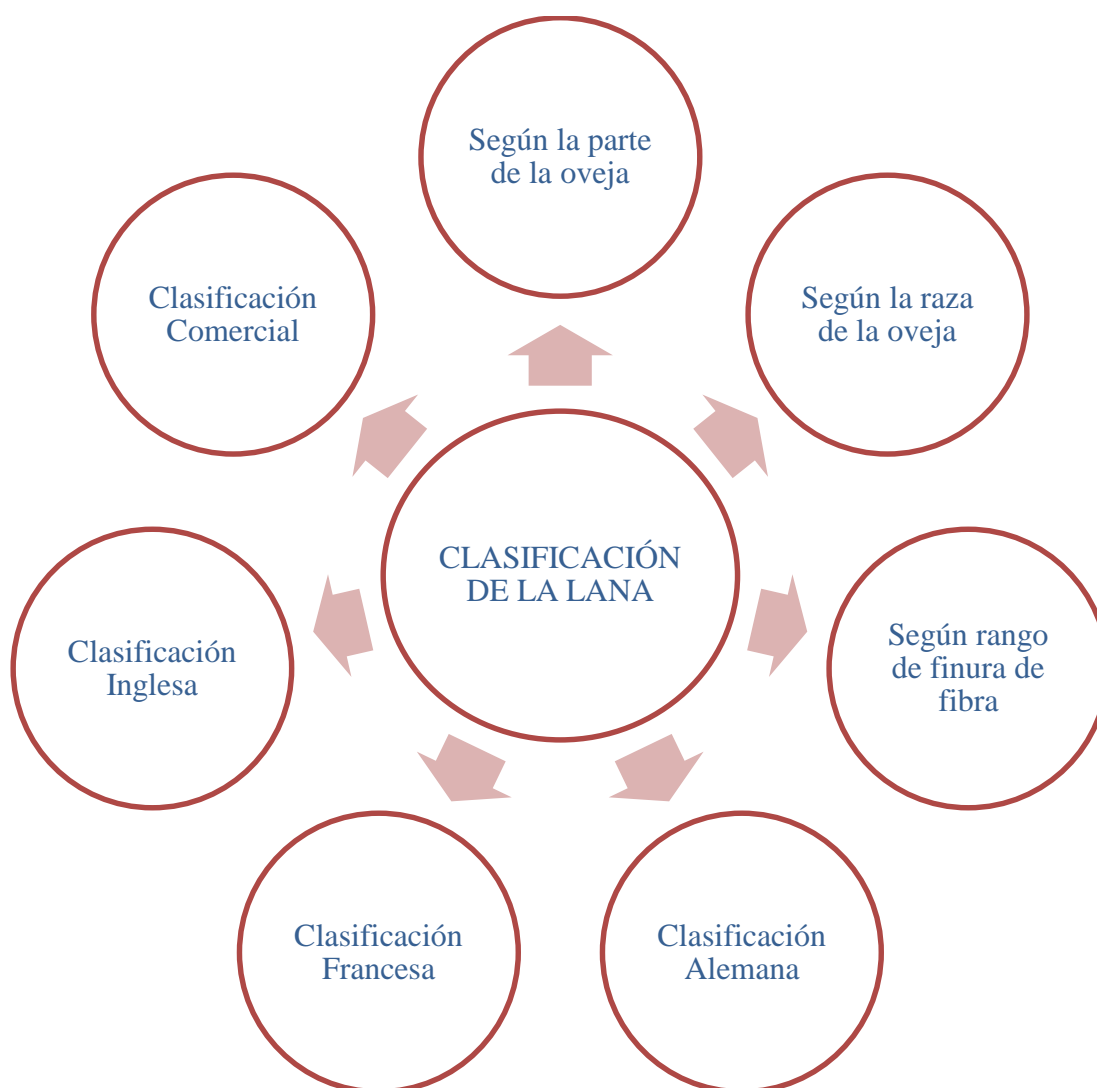 Según la parte
de la oveja
Según la raza
de la oveja
Según rango
de finura de
fibra
Clasificación
Alemana
Clasificación
Francesa
Clasificación
Inglesa
Clasificación
Comercial
CLASIFICACIÓN
DE LA LANA